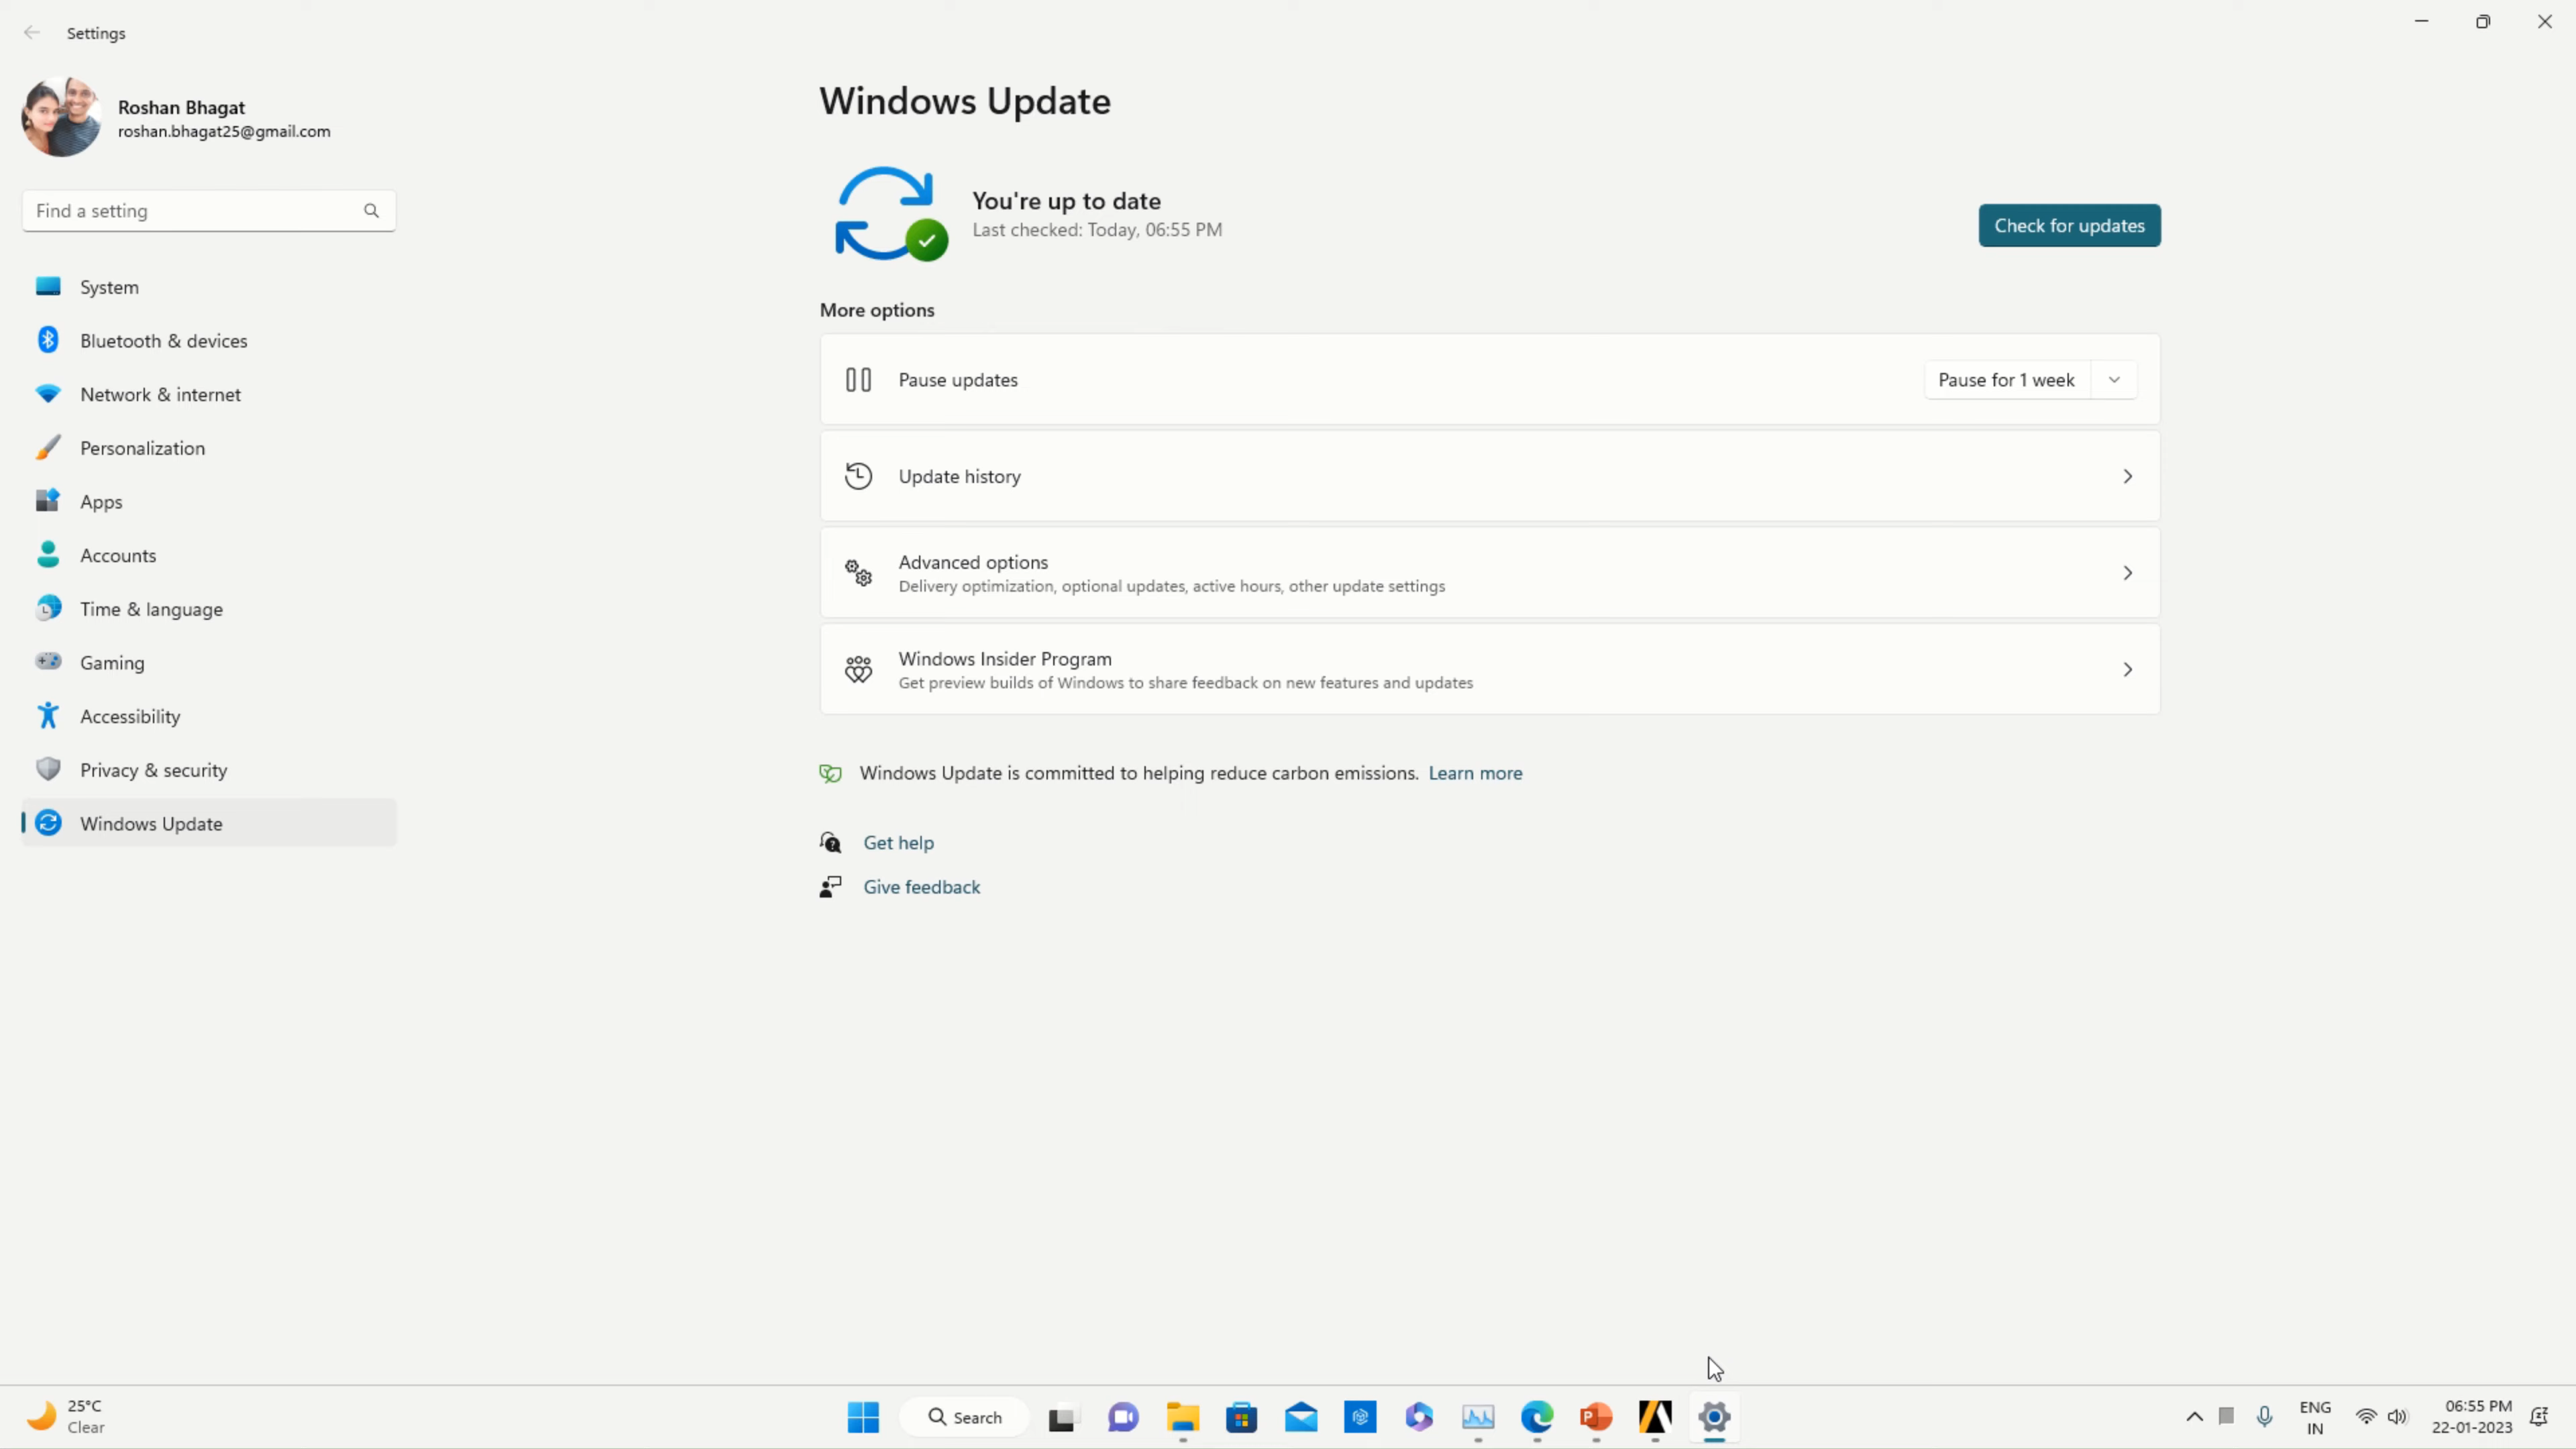 Settings
Roshan Bhagat
roshan.bhagat25@gmail.com
Find a setting
System
Bluetooth & devices
Network & internet
Personalization
Apps
Accounts
Time & language
Gaming
Accessibility
Privacy & security
Windows Update
Windows Update
You're up to date
Last checked: Today, 06:55 PM
Check for updates
More options
Pause updates
Pause for 1 week
Update history
Advanced options
Delivery optimization, optional updates, active hours, other update settings
Windows Insider Program
Get preview builds of Windows to share feedback on new features and updates
Windows Update is committed to helping reduce carbon emissions. Learn more
Get help
Give feedback
25°C
Clear
Search
ENG
IN
06:55 PM
22-01-2023